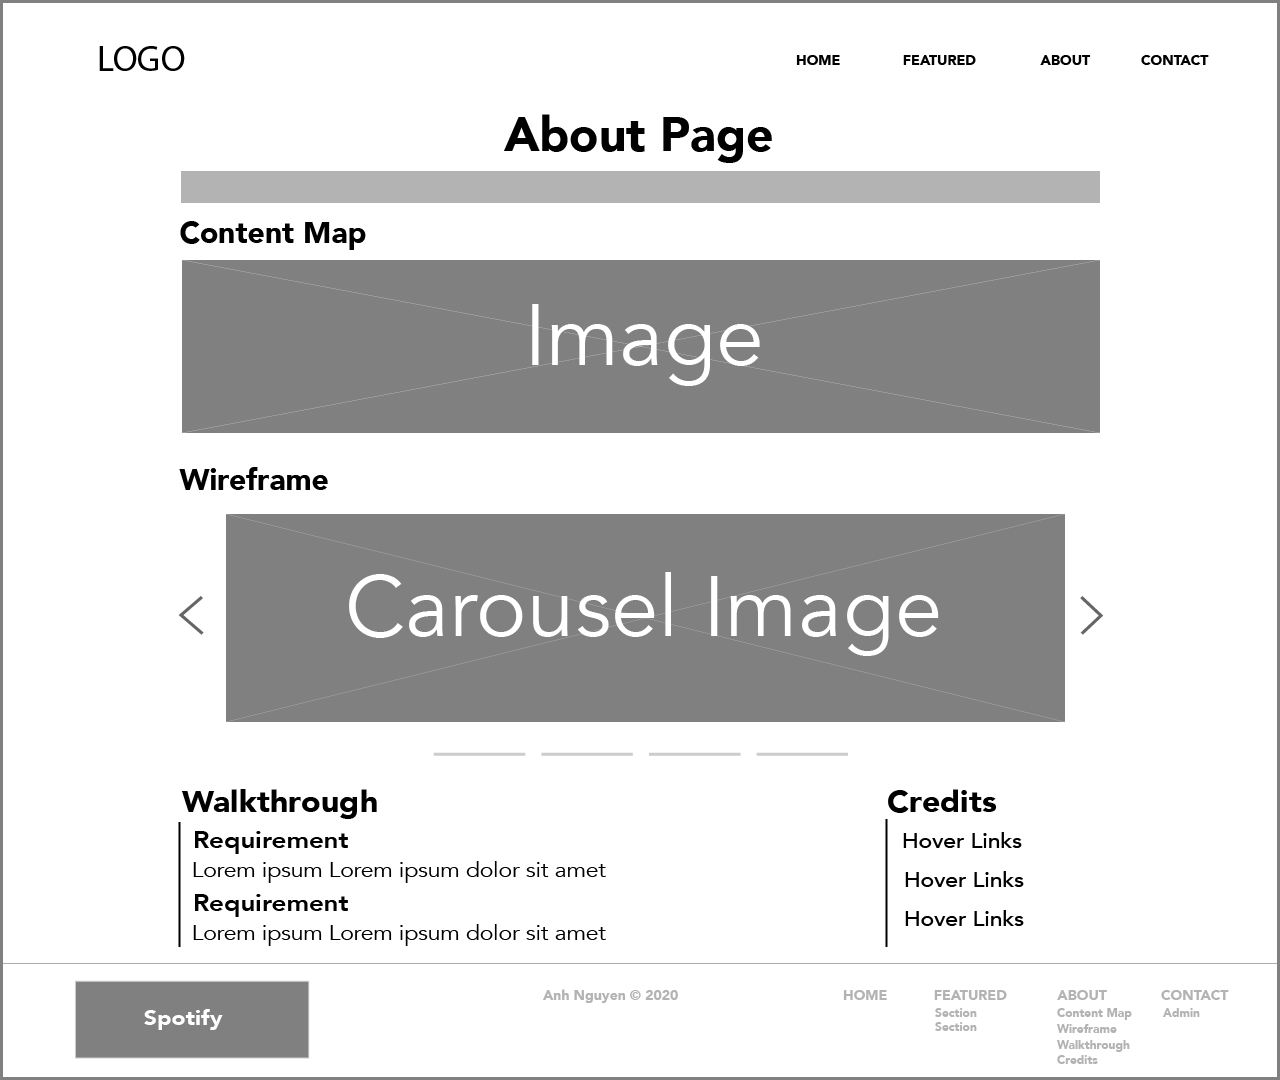 LOGO
HOME FEATURED ABOUT CONTACT
About Page
Content Map
Image
Wireframe
Carousel Image
Walkthrough
Requirement
Lorem ipsum Lorem ipsum dolor sit amet
Requirement
Lorem ipsum Lorem ipsum dolor sit amet
Credits
Hover Links
Hover Links
Hover Links
Spotify
Anh Nguyen © 2020
HOME
FEATURED
Section
Section
ABOUT
Content Map
Wireframe
Walkthrough
Credits
CONTACT
Admin